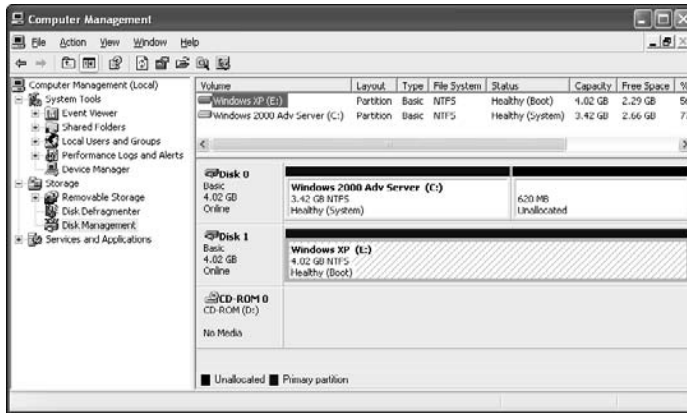 Computer Management
File Action View Window Help
Computer Management (Local)
System Tools
Event Viewer
Shared Folders
Local Users and Groups
Performance Logs and Alerts
Device Manager
Storage
Removable Storage
Disk Defragmenter
Disk Management
Services and Applications
Volume Layout Type File System Status Capacity Free Space %
Windows XP (E:) Partition Basic NTFS Healthy (Boot) 4.02 GB 2.29 GB
Windows 2000 Adv Server (C:) Partition Basic NTFS Healthy (System) 3.42 GB 2.66 GB
Disk 0
Basic
4.02 GB
Online
Windows 2000 Adv Server (C:)
3.42 GB NTFS
Healthy (System)
620 MB
Unallocated
Disk 1
Basic
4.02 GB
Online
Windows XP (E:)
4.02 GB NTFS
Healthy (Boot)
CD-ROM 0
CD-ROM (D:)
No Media
Unallocated Primary partition